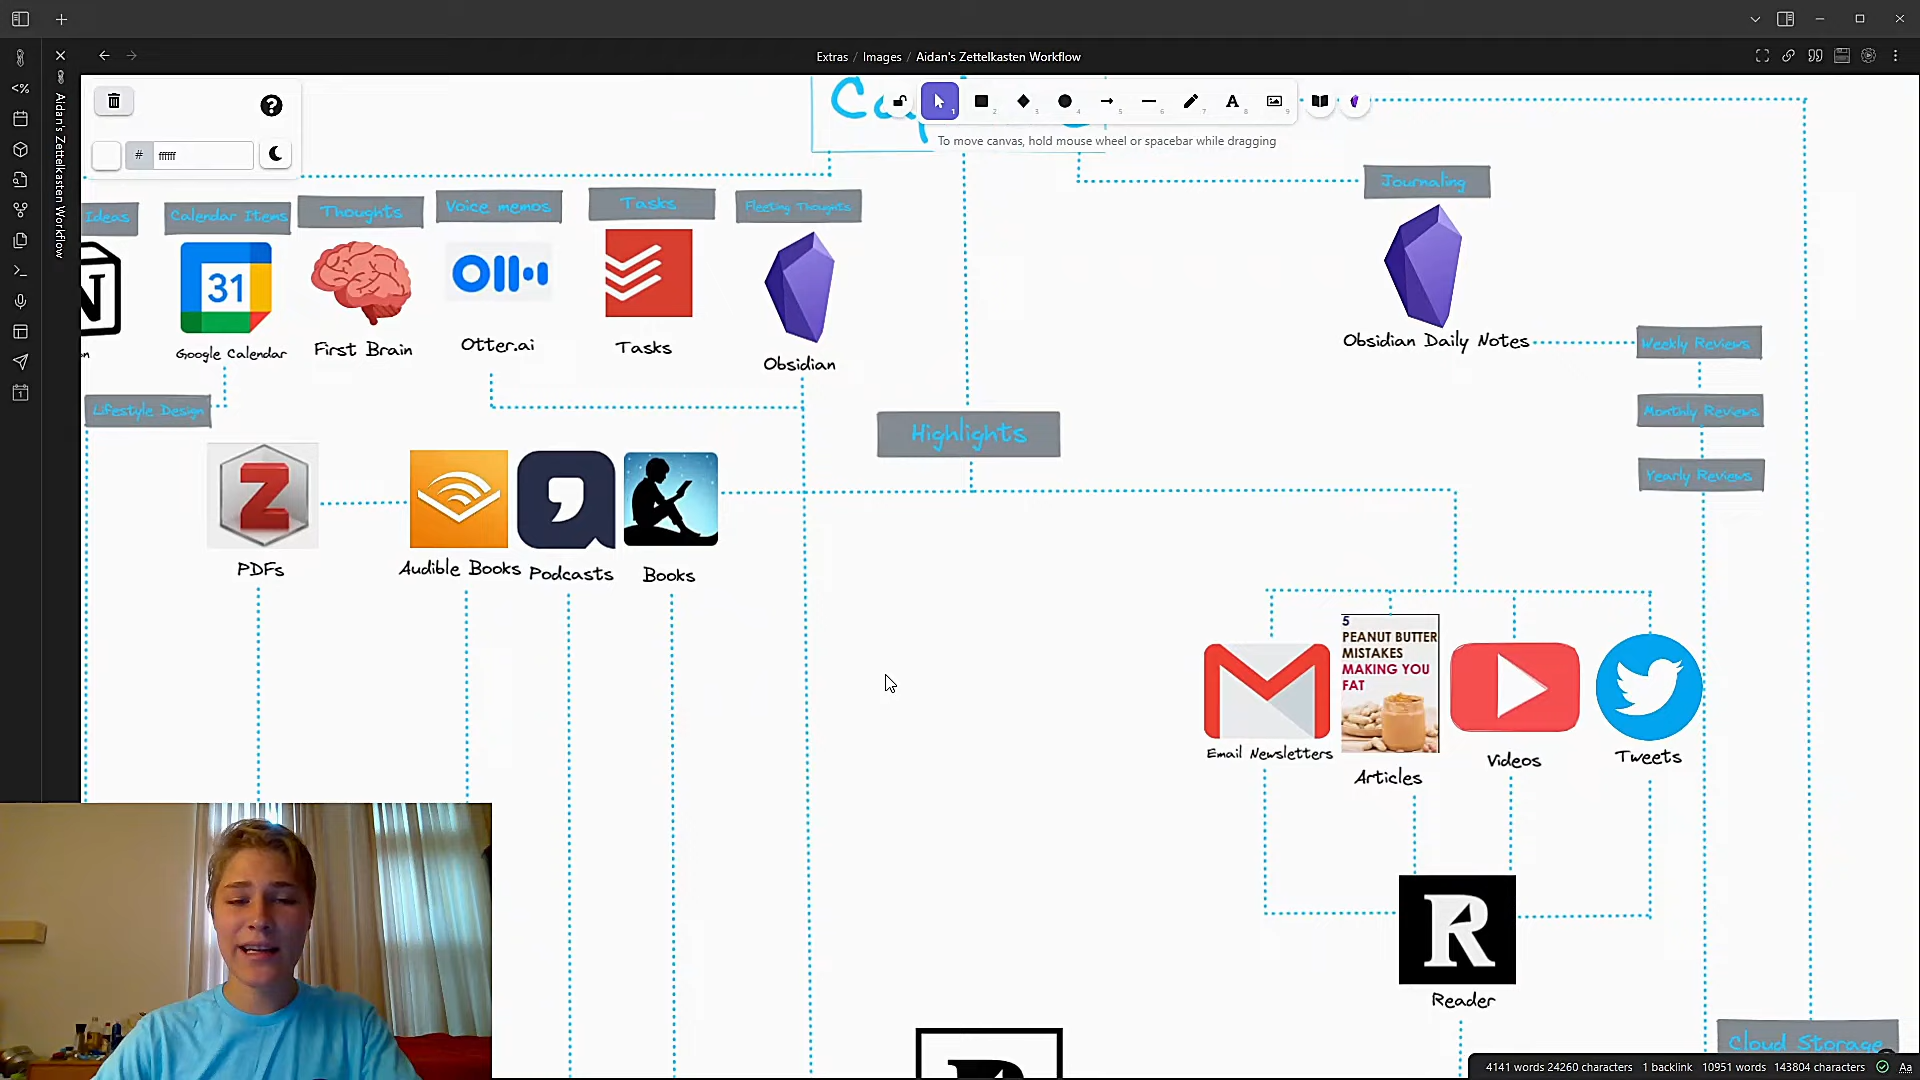 Extras / Images / Aidan's Zettelkasten Workflow
Aidan's Zettelkasten Workflow
# ffffff
To move canvas, hold mouse wheel or spacebar while dragging
Ideas
Calendar Items
Thoughts
Voice memos
Tasks
Fleeting Thoughts
Journaling
31
Google Calendar
First Brain
Otter.ai
Tasks
Obsidian
Obsidian Daily Notes
Weekly Reviews
Monthly Reviews
Yearly Reviews
Lifestyle Design
Highlights
PDFs
Audible Books
Podcasts
Books
5
PEANUT BUTTER
MISTAKES
MAKING YOU
FAT
Email Newsletters
Articles
Videos
Tweets
R
Reader
Cloud Storage
4141 words 24260 characters 1 backlink 10951 words 143804 characters Aa